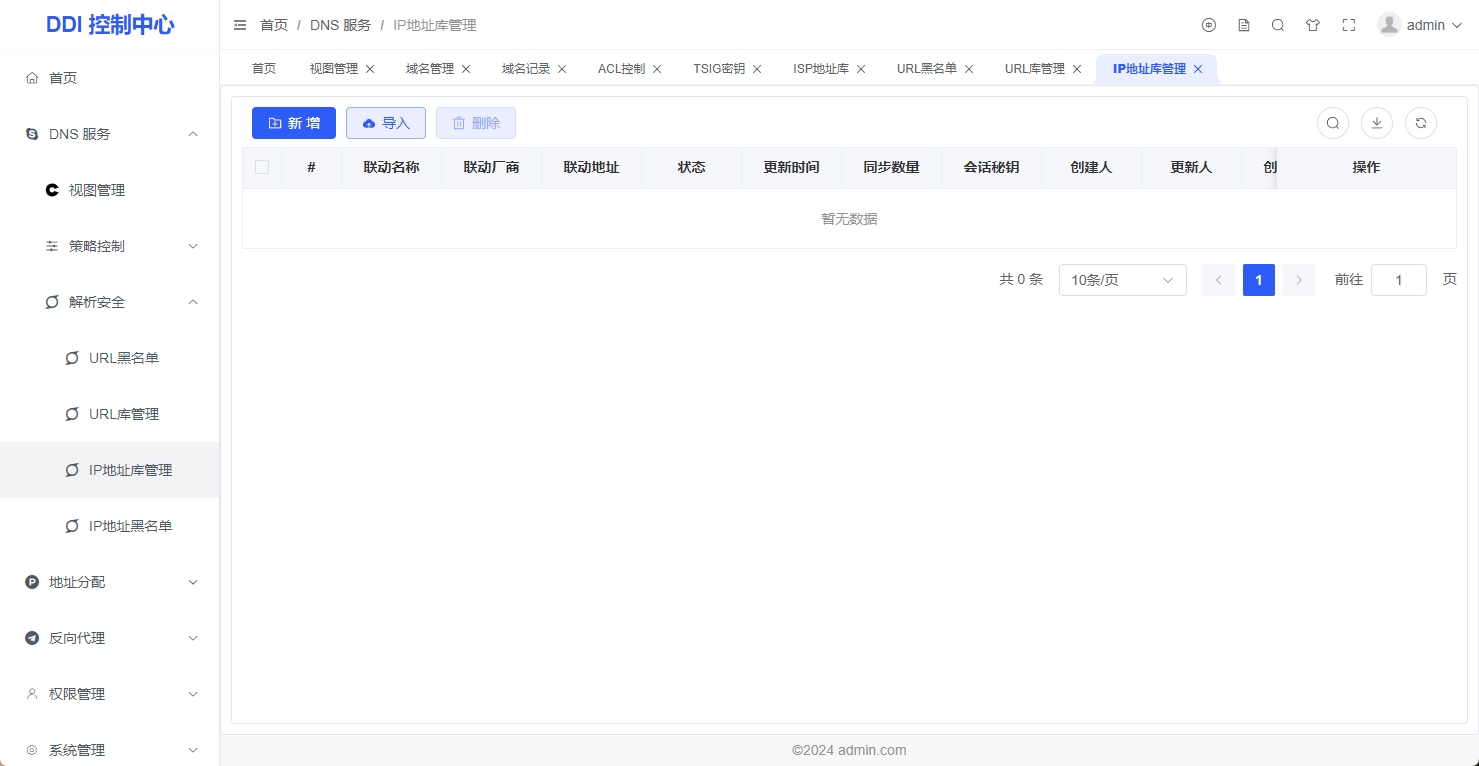 DDI 控制中心
首页 / DNS 服务 / IP地址库管理
admin
首页
视图管理
域名管理
域名记录
ACL控制
TSIG密钥
ISP地址库
URL黑名单
URL库管理
IP地址库管理
首页
DNS 服务
视图管理
策略控制
解析安全
URL黑名单
URL库管理
IP地址库管理
IP地址黑名单
地址分配
反向代理
权限管理
系统管理
新 增
导入
删除
# 联动名称 联动厂商 联动地址 状态 更新时间 同步数量 会话秘钥 创建人 更新人 创 操作
暂无数据
共 0 条 10条/页 1 前往 1 页
©2024 admin.com